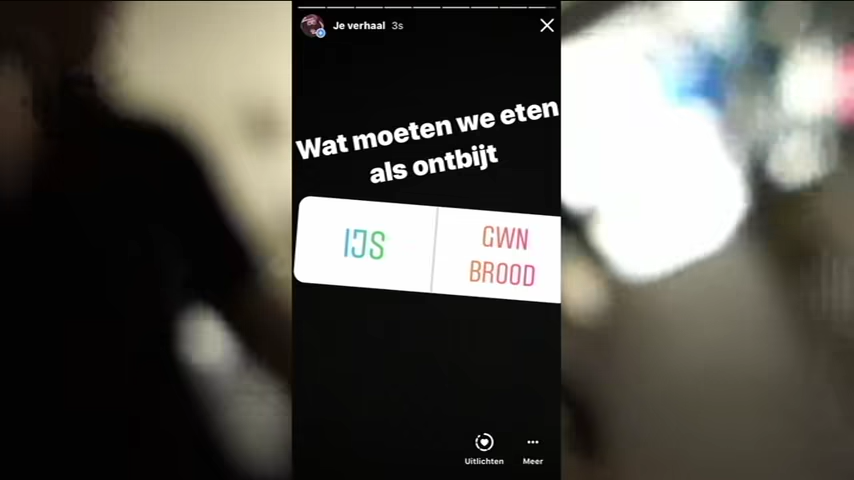 Je verhaal 3s
Wat moeten we eten
als ontbijt
IJS
GWN
BROOD
Uitlichten
Meer